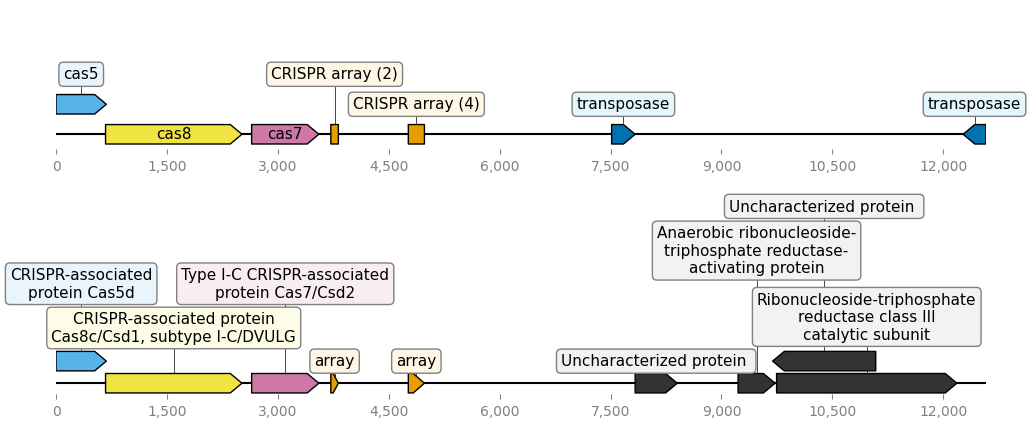 cas5
CRISPR array (2)
CRISPR array (4)
transposase
transposase
cas8
cas7
0
1,500
3,000
4,500
6,000
7,500
9,000
10,500
12,000
Uncharacterized protein
Anaerobic ribonucleoside-
triphosphate reductase-
activating protein
CRISPR-associated
protein Cas5d
Type I-C CRISPR-associated
protein Cas7/Csd2
Ribonucleoside-triphosphate
reductase class III
catalytic subunit
CRISPR-associated protein
Cas8c/Csd1, subtype I-C/DVULG
array
array
Uncharacterized protein
0
1,500
3,000
4,500
6,000
7,500
9,000
10,500
12,000